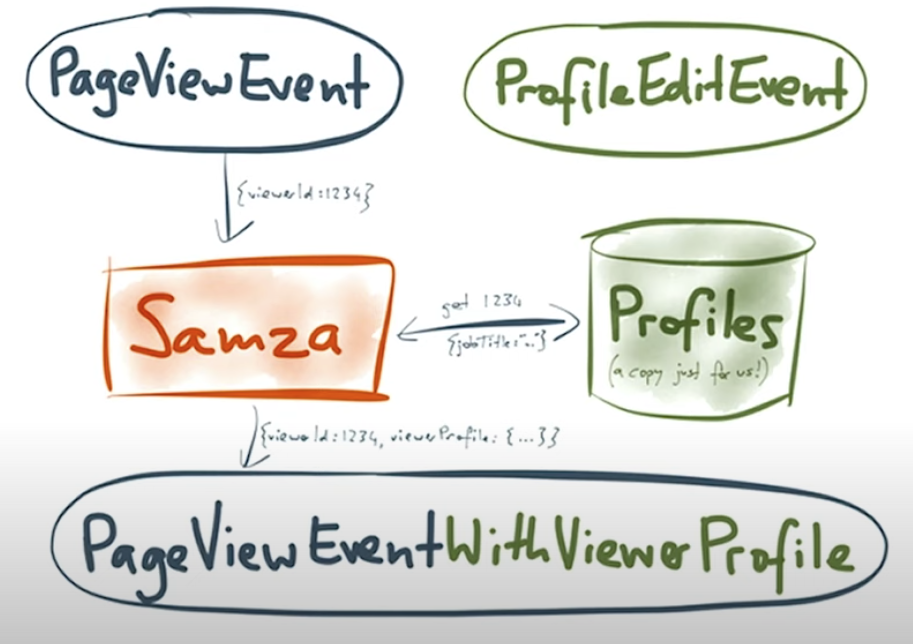 PageViewEvent
ProfileEditEvent
{viewerId:1234}
Samza
get 1234
{jobTitle:"..."}
Profiles
(a copy just for us!)
{viewerId:1234, viewerProfile: {...}}
PageViewEventWithViewerProfile